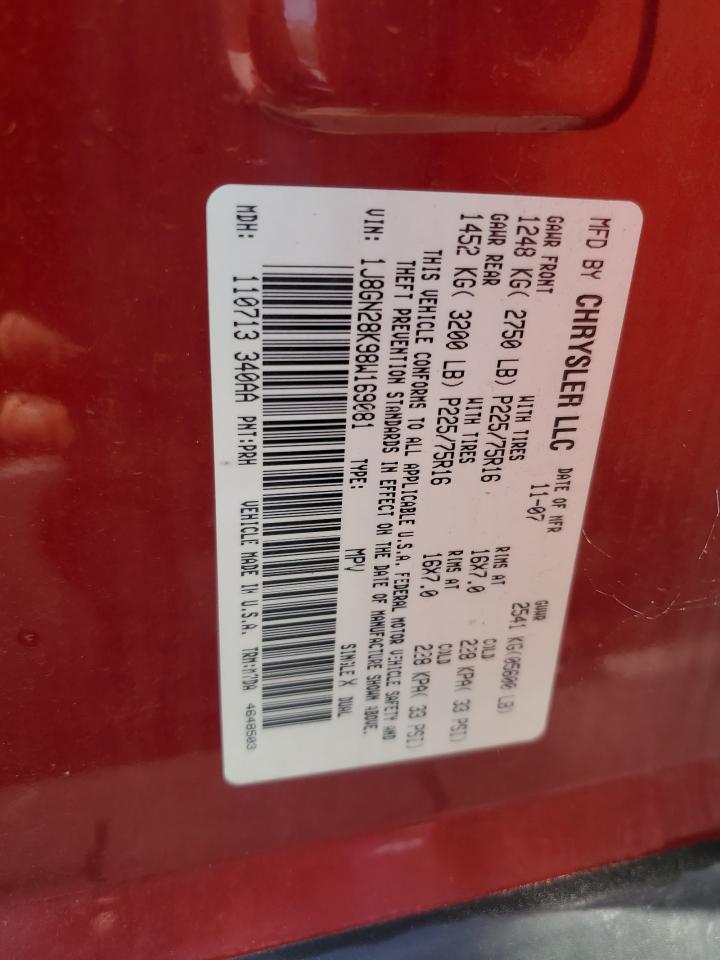 MFD BY CHRYSLER LLC DATE OF MFR 11-07 GVWR 2541 KG(05600 LB)
GAWR FRONT WITH TIRES RIMS AT COLD
1248 KG( 2750 LB) P225/75R16 16X7.0 228 KPA( 33 PSI)
GAWR REAR WITH TIRES RIMS AT COLD
1452 KG( 3200 LB) P225/75R16 16X7.0 228 KPA( 33 PSI)
THIS VEHICLE CONFORMS TO ALL APPLICABLE U.S.A. FEDERAL MOTOR VEHICLE SAFETY AND
THEFT PREVENTION STANDARDS IN EFFECT ON THE DATE OF MANUFACTURE SHOWN ABOVE.
VIN: 1J8GN28K98W169081 TYPE: MPV SINGLE X DUAL
MDH: 110713 340AA PNT:PRH VEHICLE MADE IN U.S.A. TRM:X7DA 4648503